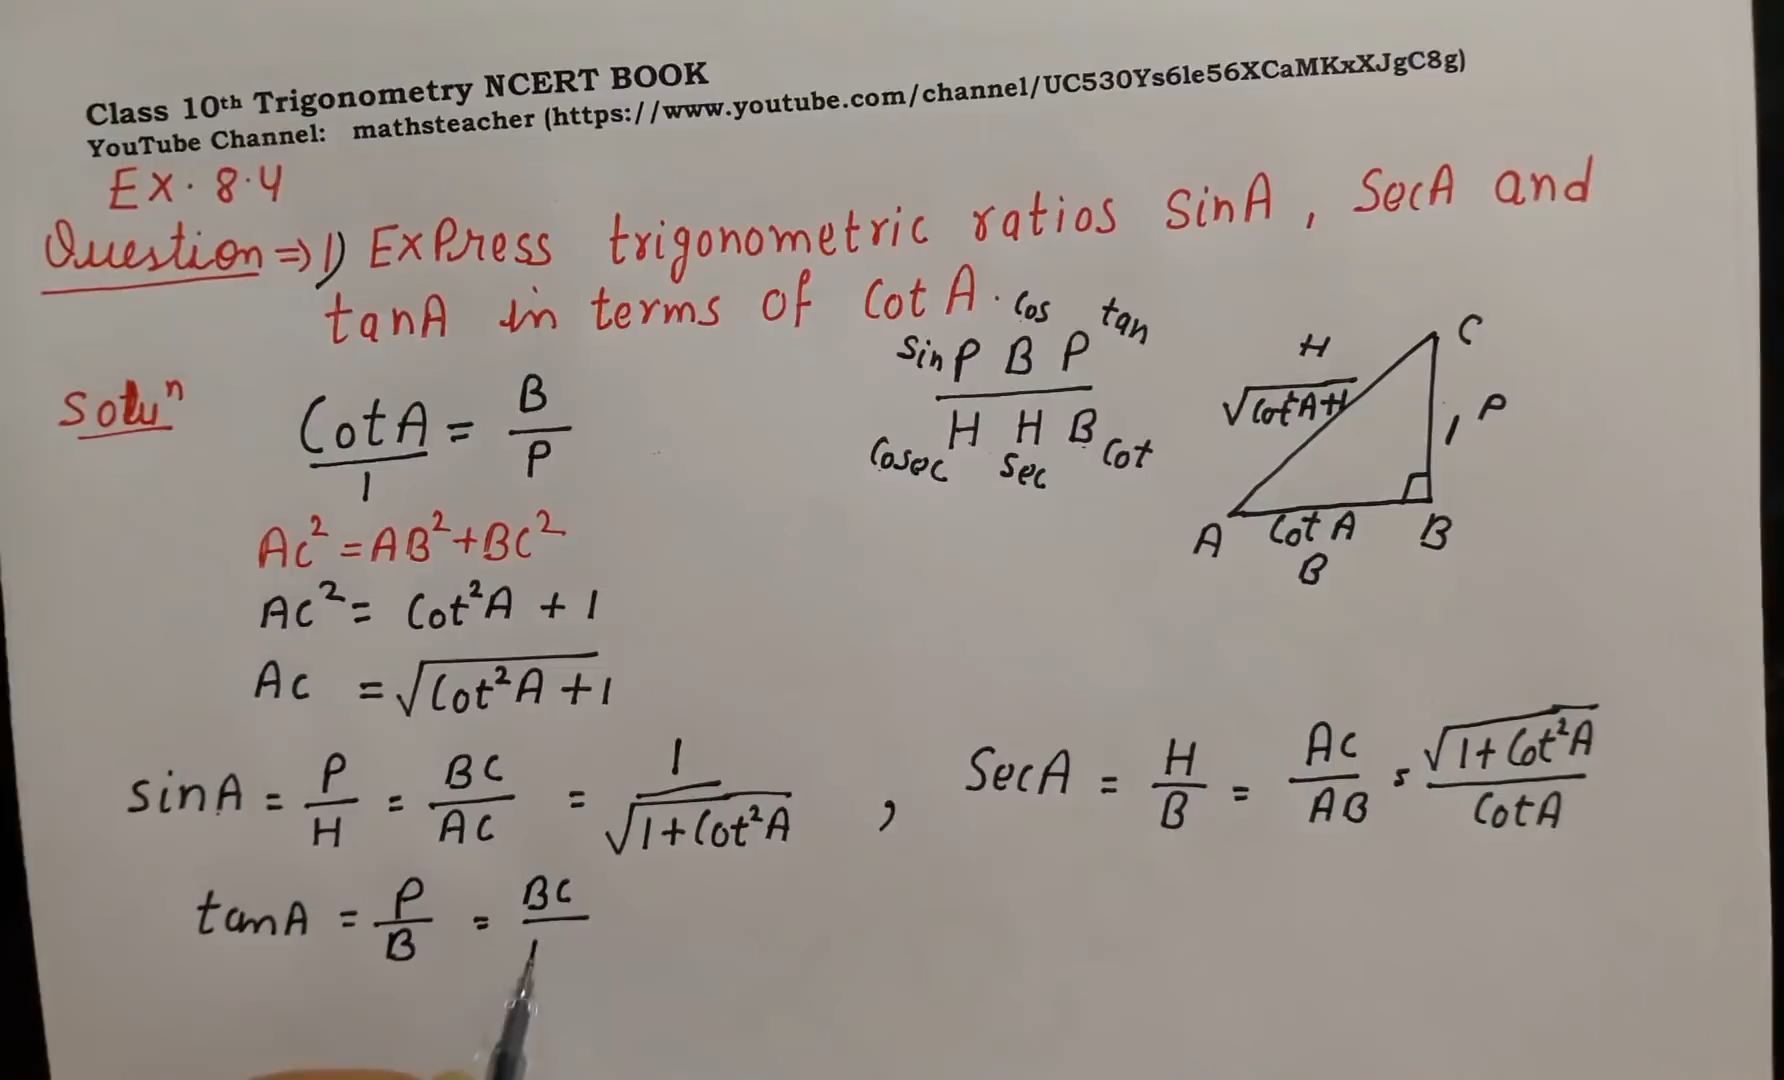 Class 10th Trigonometry NCERT BOOK
YouTube Channel: mathsteacher (https://www.youtube.com/channel/UC530Ys6le56XCaMKxXJgC8g)
Ex. 8.4
Question ⇒ 1) Express trigonometric ratios sinA, SecA and
tanA in terms of Cot A.
Solun
CotA/1 = B/P
AC² = AB² + BC²
AC² = Cot²A + 1
AC = √Cot²A + 1
cos tan
sin P B P
H H B
Cosec Sec Cot
H
C
√Cot²A+1
1 P
A Cot A B
B
sinA = P/H = BC/AC = 1/√1+Cot²A , SecA = H/B = AC/AB = √1+Cot²A/CotA
tanA = P/B = BC/